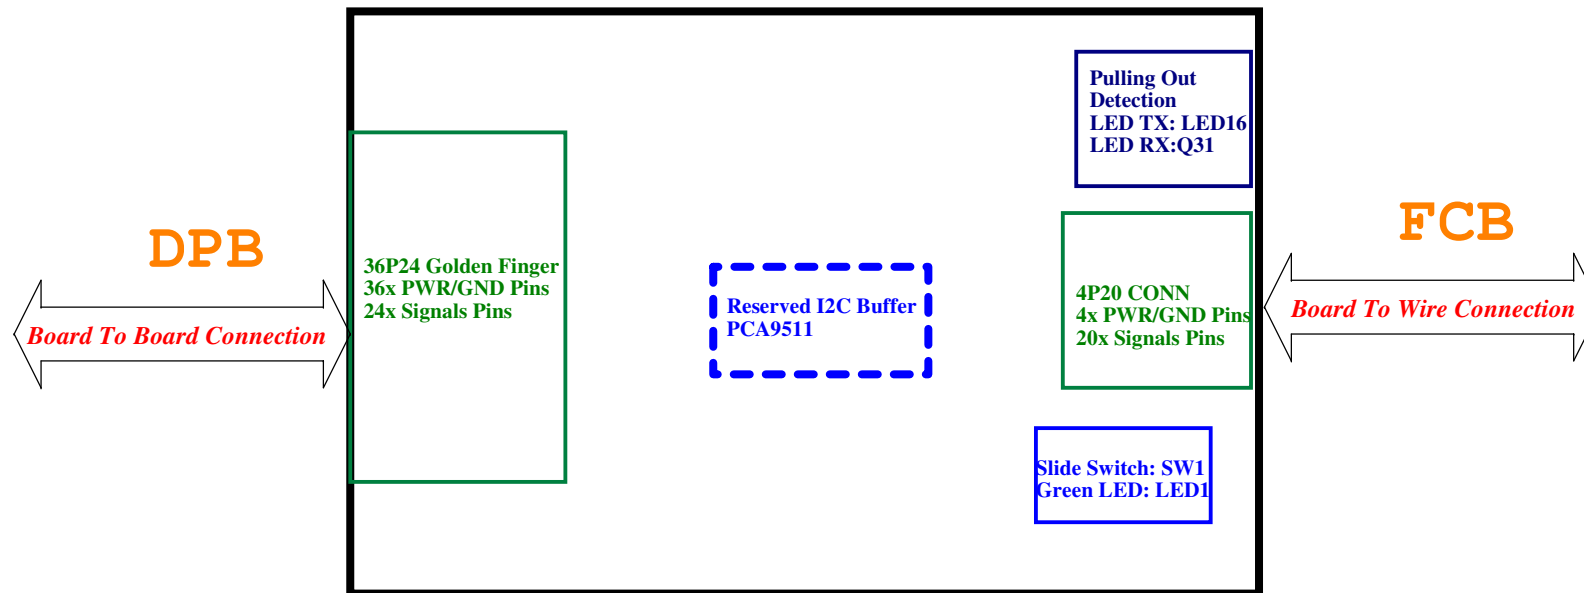 DPB
Board To Board Connection
36P24 Golden Finger
36x PWR/GND Pins
24x Signals Pins
Reserved I2C Buffer
PCA9511
Pulling Out
Detection
LED TX: LED16
LED RX:Q31
4P20 CONN
4x PWR/GND Pins
20x Signals Pins
Slide Switch: SW1
Green LED: LED1
FCB
Board To Wire Connection